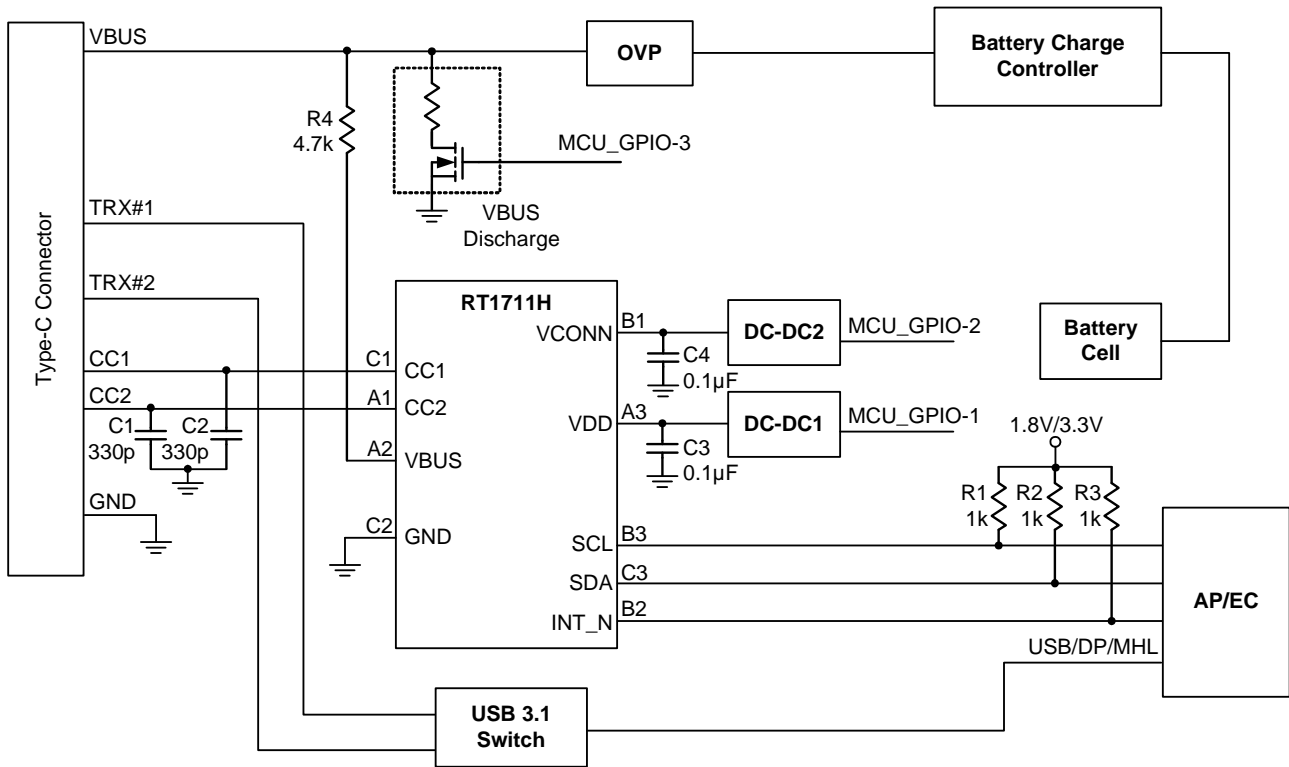 VBUS
OVP
Battery Charge
Controller
R4
4.7k
MCU_GPIO-3
VBUS
Discharge
Type-C Connector
TRX#1
TRX#2
CC1
CC2
C1
330p
C2
330p
GND
RT1711H
C1
CC1
A1
CC2
A2
VBUS
C2
GND
VCONN
B1
C4
0.1µF
DC-DC2
MCU_GPIO-2
VDD
A3
C3
0.1µF
DC-DC1
MCU_GPIO-1
Battery
Cell
1.8V/3.3V
R1
1k
R2
1k
R3
1k
SCL
B3
SDA
C3
INT_N
B2
AP/EC
USB/DP/MHL
USB 3.1
Switch